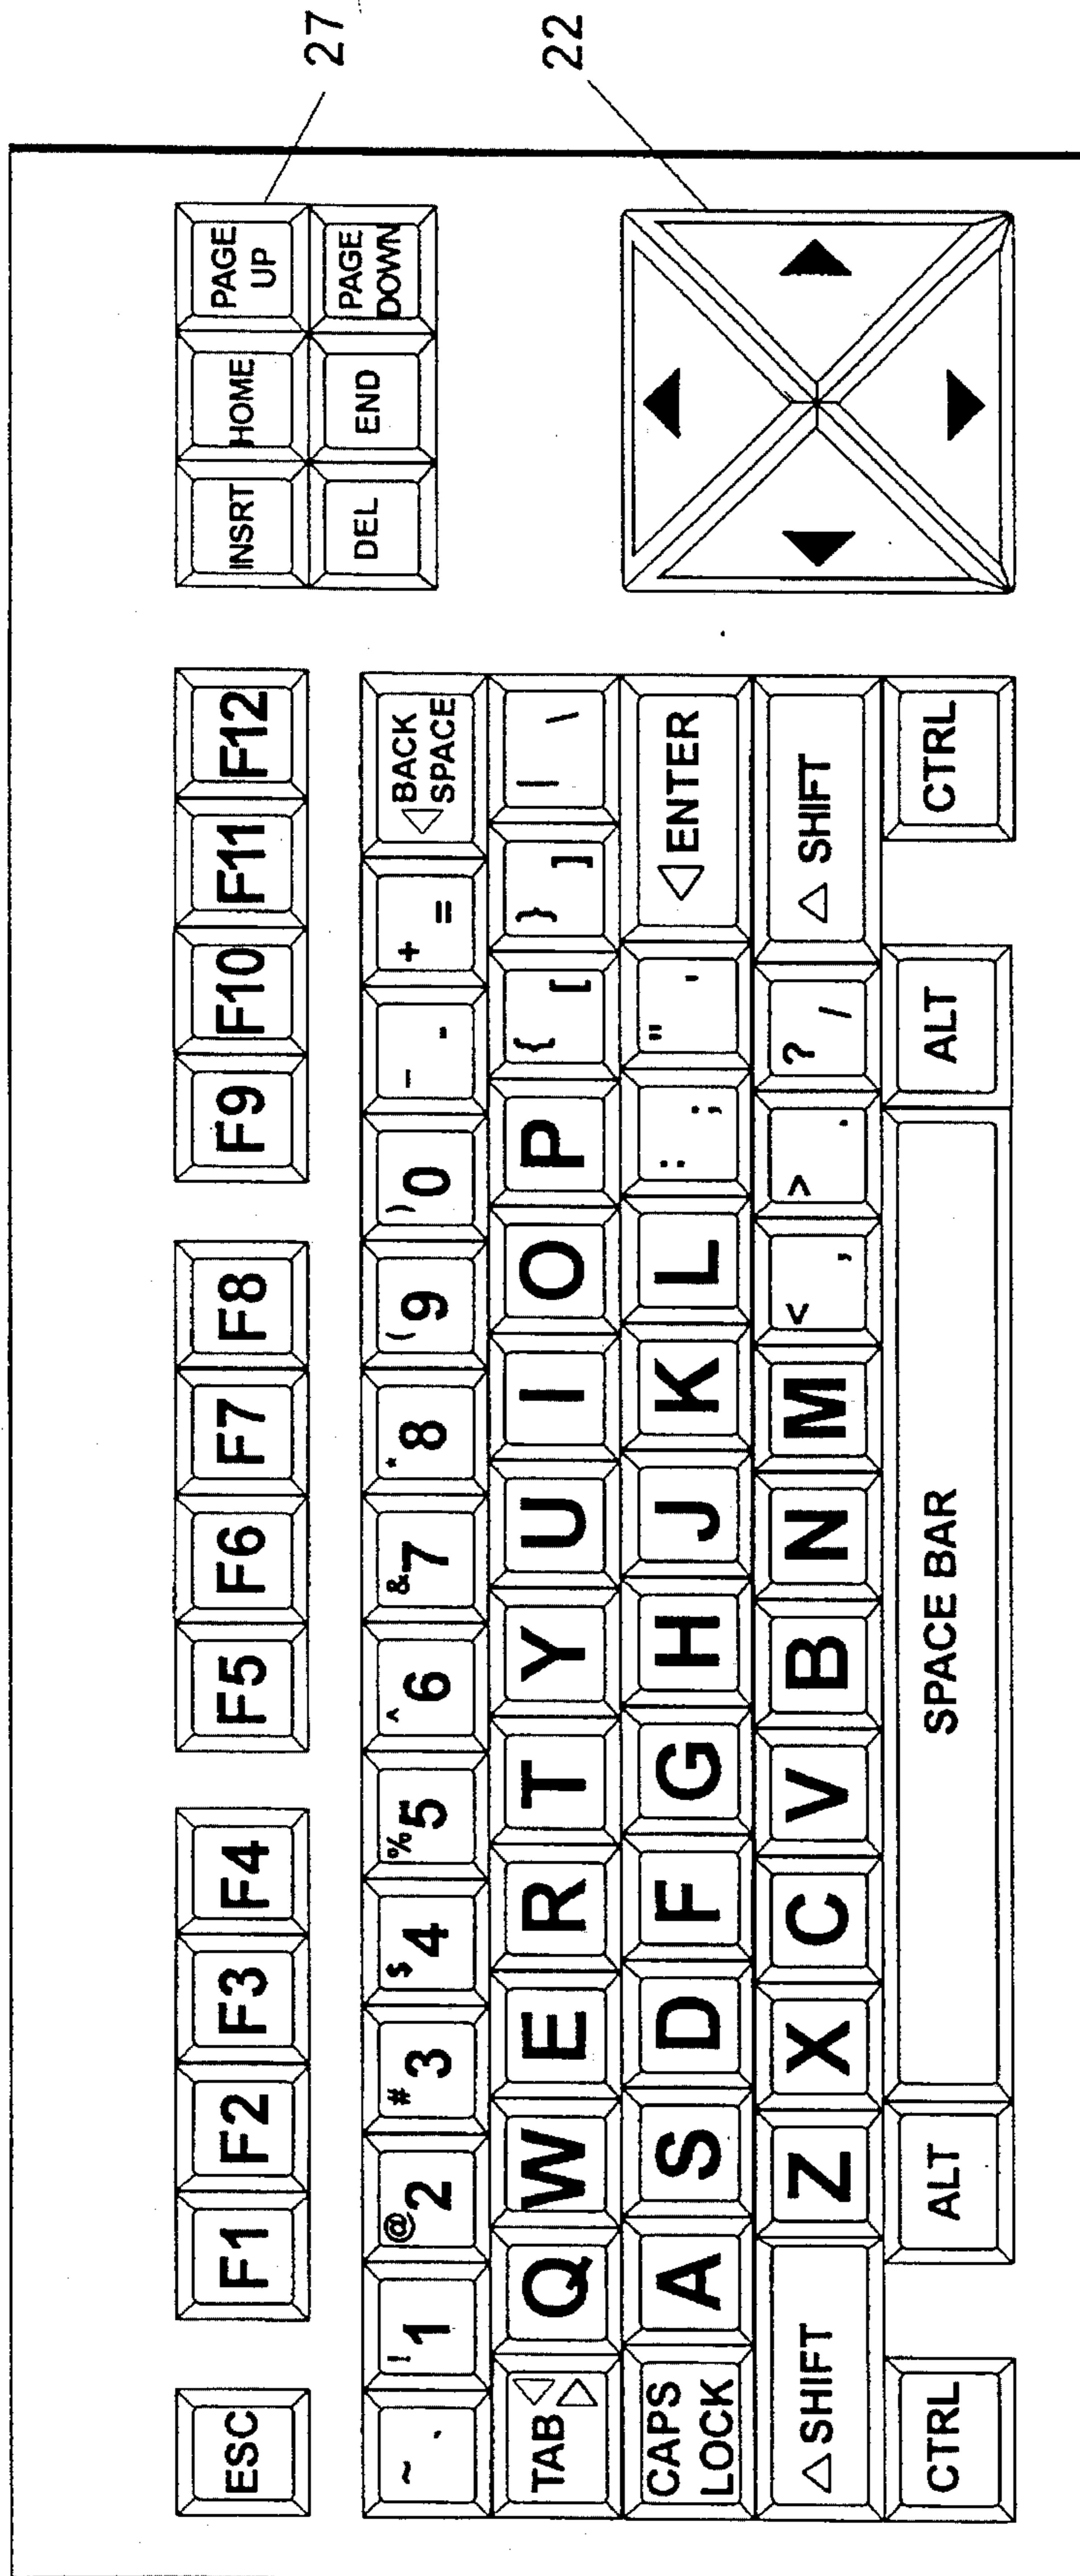 27
22
ESC F1 F2 F3 F4 F5 F6 F7 F8 F9 F10 F11 F12 INSRT HOME PAGE UP
DEL END PAGE DOWN
~ ` ! 1 @ 2 # 3 $ 4 % 5 ^ 6 & 7 * 8 ( 9 ) 0 _ - + = BACK SPACE
TAB Q W E R T Y U I O P { [ } ] | \
CAPS LOCK A S D F G H J K L : ; " ' ENTER
SHIFT Z X C V B N M < , > . ? / SHIFT
CTRL ALT SPACE BAR ALT CTRL